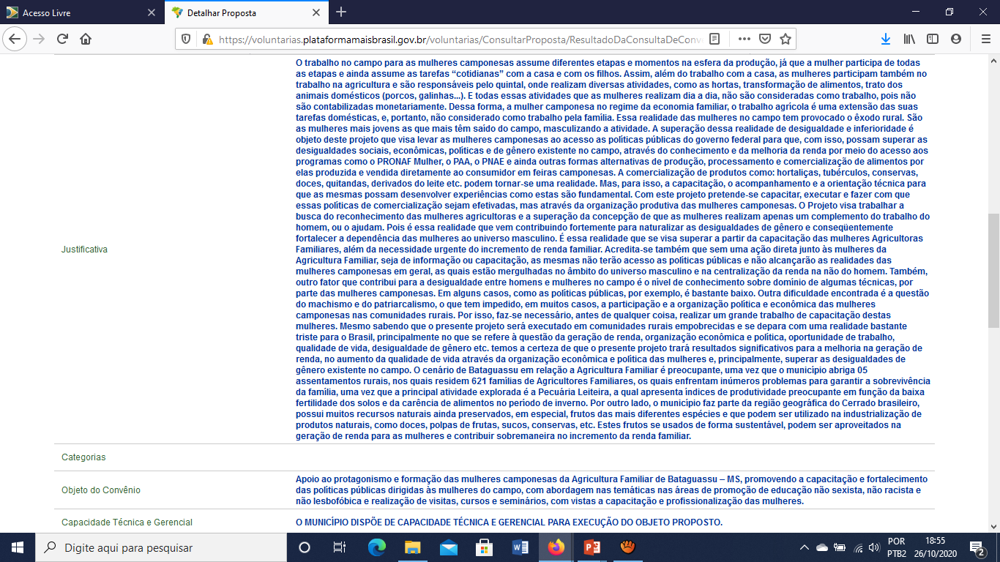 Acesso Livre
Detalhar Proposta
https://voluntarias.plataformamaisbrasil.gov.br/voluntarias/ConsultarProposta/ResultadoDaConsultaDeConv
O trabalho no campo para as mulheres camponesas assume diferentes etapas e momentos na esfera da produção, já que a mulher participa de todas
as etapas e ainda assume as tarefas “cotidianas” com a casa e com os filhos. Assim, além do trabalho com a casa, as mulheres participam também no
trabalho na agricultura e são responsáveis pelo quintal, onde realizam diversas atividades, como as hortas, transformação de alimentos, trato dos
animais domésticos (porcos, galinhas...). E todas essas atividades que as mulheres realizam dia a dia, não são consideradas como trabalho, pois não
são contabilizadas monetariamente. Dessa forma, a mulher camponesa no regime da economia familiar, o trabalho agrícola é uma extensão das suas
tarefas domésticas, e, portanto, não considerado como trabalho pela família. Essa realidade das mulheres no campo tem provocado o êxodo rural. São
as mulheres mais jovens as que mais têm saído do campo, masculizando a atividade. A superação dessa realidade de desigualdade e inferioridade é
objeto deste projeto que visa levar as mulheres camponesas ao acesso as políticas públicas do governo federal para que, com isso, possam superar as
desigualdades sociais, econômicas, políticas e de gênero existente no campo, através do conhecimento e da melhoria da renda por meio do acesso aos
programas como o PRONAF Mulher, o PAA, o PNAE e ainda outras formas alternativas de produção, processamento e comercialização de alimentos por
elas produzida e vendida diretamente ao consumidor em feiras camponesas. A comercialização de produtos como: hortaliças, tubérculos, conservas,
doces, quitandas, derivados do leite etc. podem tornar-se uma realidade. Mas, para isso, a capacitação, o acompanhamento e a orientação técnica para
que as mesmas possam desenvolver experiências como estas são fundamental. Com este projeto pretende-se capacitar, executar e fazer com que
essas políticas de comercialização sejam efetivadas, mas através da organização produtiva das mulheres camponesas. O Projeto visa trabalhar a
busca do reconhecimento das mulheres agricultoras e a superação da concepção de que as mulheres realizam apenas um complemento do trabalho do
homem, ou o ajudam. Pois é essa realidade que vem contribuindo fortemente para naturalizar as desigualdades de gênero e conseqüentemente
fortalecer a dependência das mulheres ao universo masculino. É essa realidade que se visa superar a partir da capacitação das mulheres Agricultoras
Familiares, além da necessidade urgente do incremento de renda familiar. Acredita-se também que sem uma ação direta junto às mulheres da
Agricultura Familiar, seja de informação ou capacitação, as mesmas não terão acesso as políticas públicas e não alcançarão as realidades das
mulheres camponesas em geral, as quais estão mergulhadas no âmbito do universo masculino e na centralização da renda na não do homem. Também,
outro fator que contribui para a desigualdade entre homens e mulheres no campo é o nível de conhecimento sobre domínio de algumas técnicas, por
parte das mulheres camponesas. Em alguns casos, como as políticas públicas, por exemplo, é bastante baixo. Outra dificuldade encontrada é a questão
do machismo e do patriarcalismo, o que tem impedido, em muitos casos, a participação e a organização política e econômica das mulheres
camponesas nas comunidades rurais. Por isso, faz-se necessário, antes de qualquer coisa, realizar um grande trabalho de capacitação destas
mulheres. Mesmo sabendo que o presente projeto será executado em comunidades rurais empobrecidas e se depara com uma realidade bastante
triste para o Brasil, principalmente no que se refere à questão da geração de renda, organização econômica e política, oportunidade de trabalho,
qualidade de vida, desigualdade de gênero etc. temos a certeza de que o presente projeto trará resultados significativos para a melhoria na geração de
renda, no aumento da qualidade de vida através da organização econômica e política das mulheres e, principalmente, superar as desigualdades de
gênero existente no campo. O cenário de Bataguassu em relação a Agricultura Familiar é preocupante, uma vez que o município abriga 05
assentamentos rurais, nos quais residem 621 famílias de Agricultores Familiares, os quais enfrentam inúmeros problemas para garantir a sobrevivência
da família, uma vez que a principal atividade explorada é a Pecuária Leiteira, a qual apresenta índices de produtividade preocupante em função da baixa
fertilidade dos solos e da carência de alimentos no período de inverno. Por outro lado, o município faz parte da região geográfica do Cerrado brasileiro,
possui muitos recursos naturais ainda preservados, em especial, frutos das mais diferentes espécies e que podem ser utilizado na industrialização de
produtos naturais, como doces, polpas de frutas, sucos, conservas, etc. Estes frutos se usados de forma sustentável, podem ser aproveitados na
geração de renda para as mulheres e contribuir sobremaneira no incremento da renda familiar.
Justificativa
Categorias
Apoio ao protagonismo e formação das mulheres camponesas da Agricultura Familiar de Bataguassu – MS, promovendo a capacitação e fortalecimento
das políticas públicas dirigidas às mulheres do campo, com abordagem nas temáticas nas áreas de promoção de educação não sexista, não racista e
não lesbofóbica e realização de visitas, cursos e seminários, com vistas a capacitação e profissionalização das mulheres.
Objeto do Convênio
Capacidade Técnica e Gerencial
O MUNICÍPIO DISPÕE DE CAPACIDADE TÉCNICA E GERENCIAL PARA EXECUÇÃO DO OBJETO PROPOSTO.
Digite aqui para pesquisar
POR
PTB2
18:55
26/10/2020
2